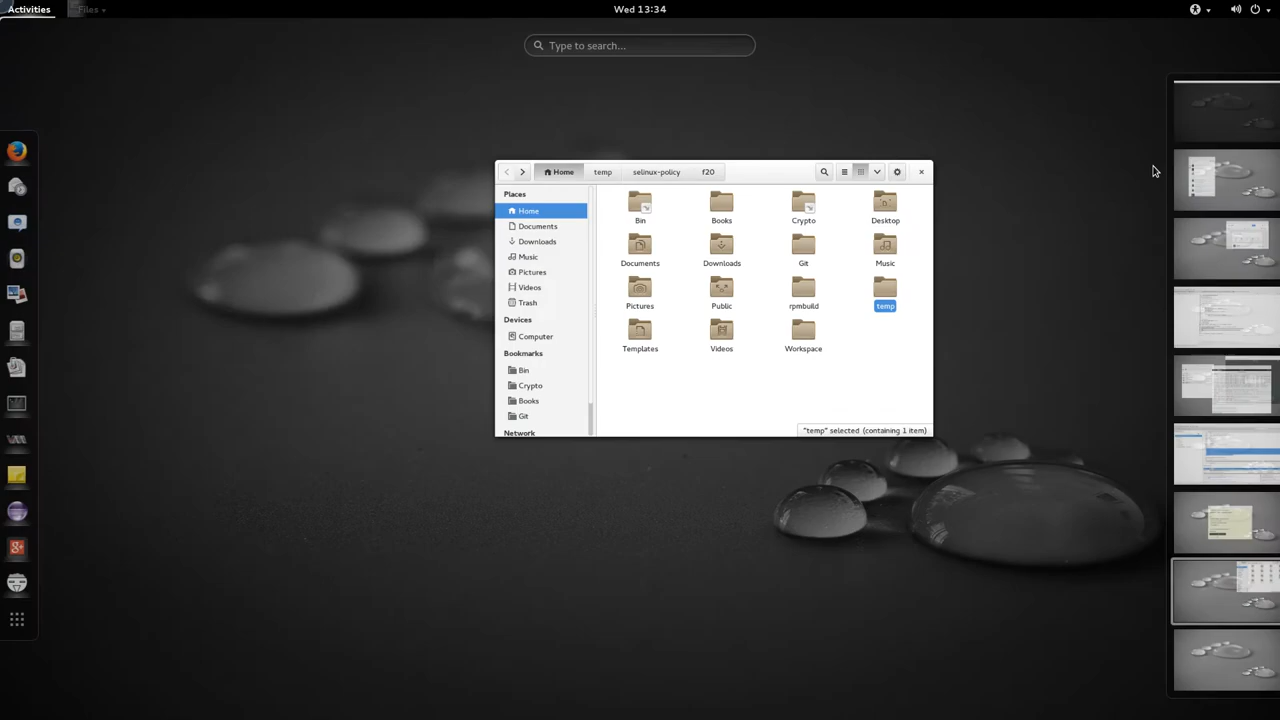 Activities
Files
Wed 13:34
Type to search...
Home
temp
selinux-policy
f20
Places
Home
Documents
Downloads
Music
Pictures
Videos
Trash
Devices
Computer
Bookmarks
Bin
Crypto
Books
Git
Network
Bin
Books
Crypto
Desktop
Documents
Downloads
Git
Music
Pictures
Public
rpmbuild
temp
Templates
Videos
Workspace
"temp" selected (containing 1 item)